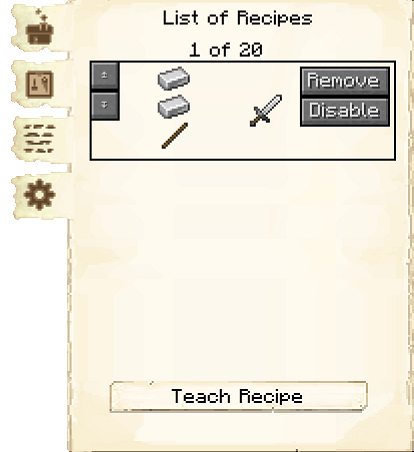 List of Recipes
1 of 20
Remove
Disable
Teach Recipe